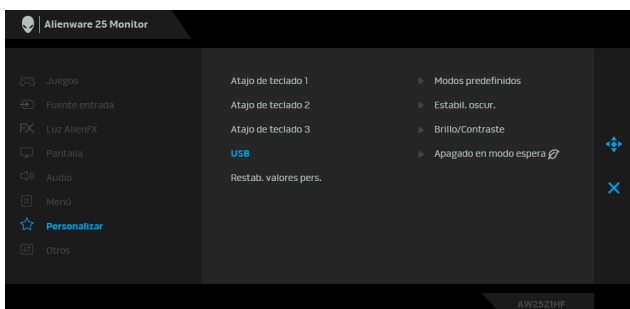 Alienware 25 Monitor
Juegos
Fuente entrada
FX Luz AlienFX
Pantalla
Audio
Menú
Personalizar
Otros
Atajo de teclado 1 Modos predefinidos
Atajo de teclado 2 Estabil. oscur.
Atajo de teclado 3 Brillo/Contraste
USB Apagado en modo espera
Restab. valores pers.
AW2521HF